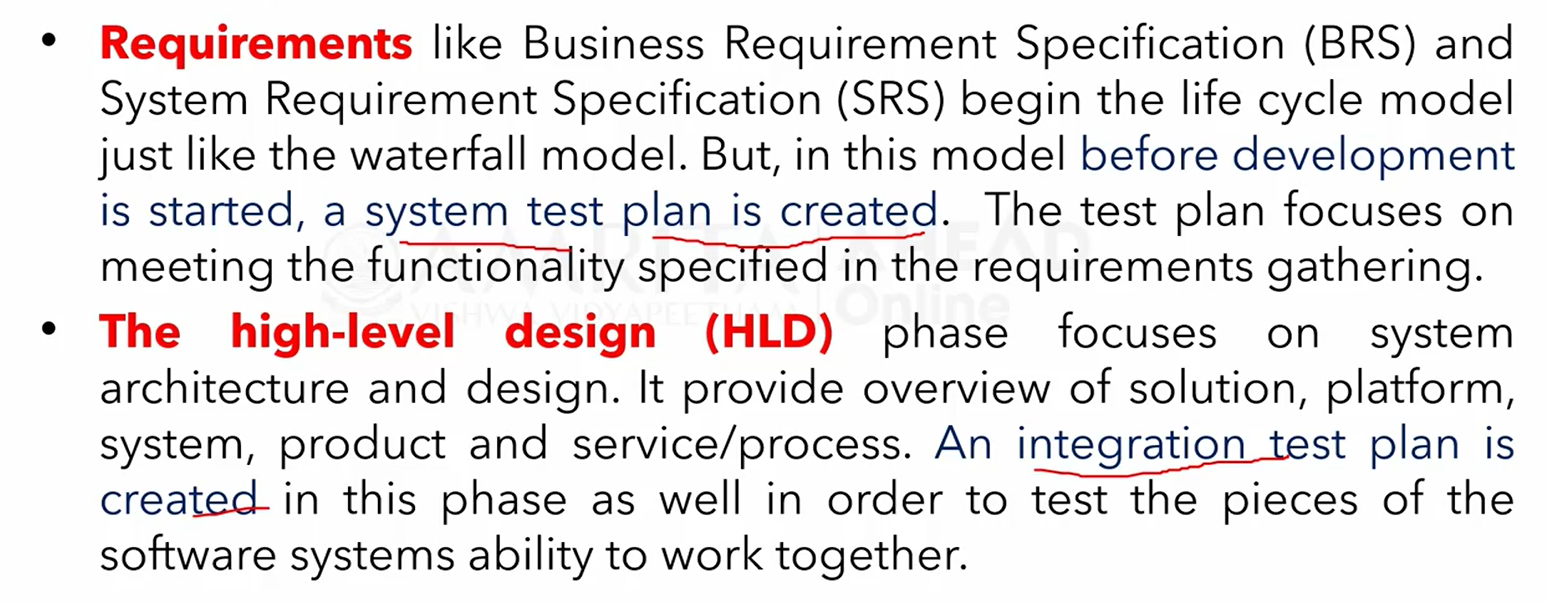 • Requirements like Business Requirement Specification (BRS) and
System Requirement Specification (SRS) begin the life cycle model
just like the waterfall model. But, in this model before development
is started, a system test plan is created. The test plan focuses on
meeting the functionality specified in the requirements gathering.
• The high-level design (HLD) phase focuses on system
architecture and design. It provide overview of solution, platform,
system, product and service/process. An integration test plan is
created in this phase as well in order to test the pieces of the
software systems ability to work together.
AMRITA AHEAD
VISHWA VIDYAPEETHAM Online